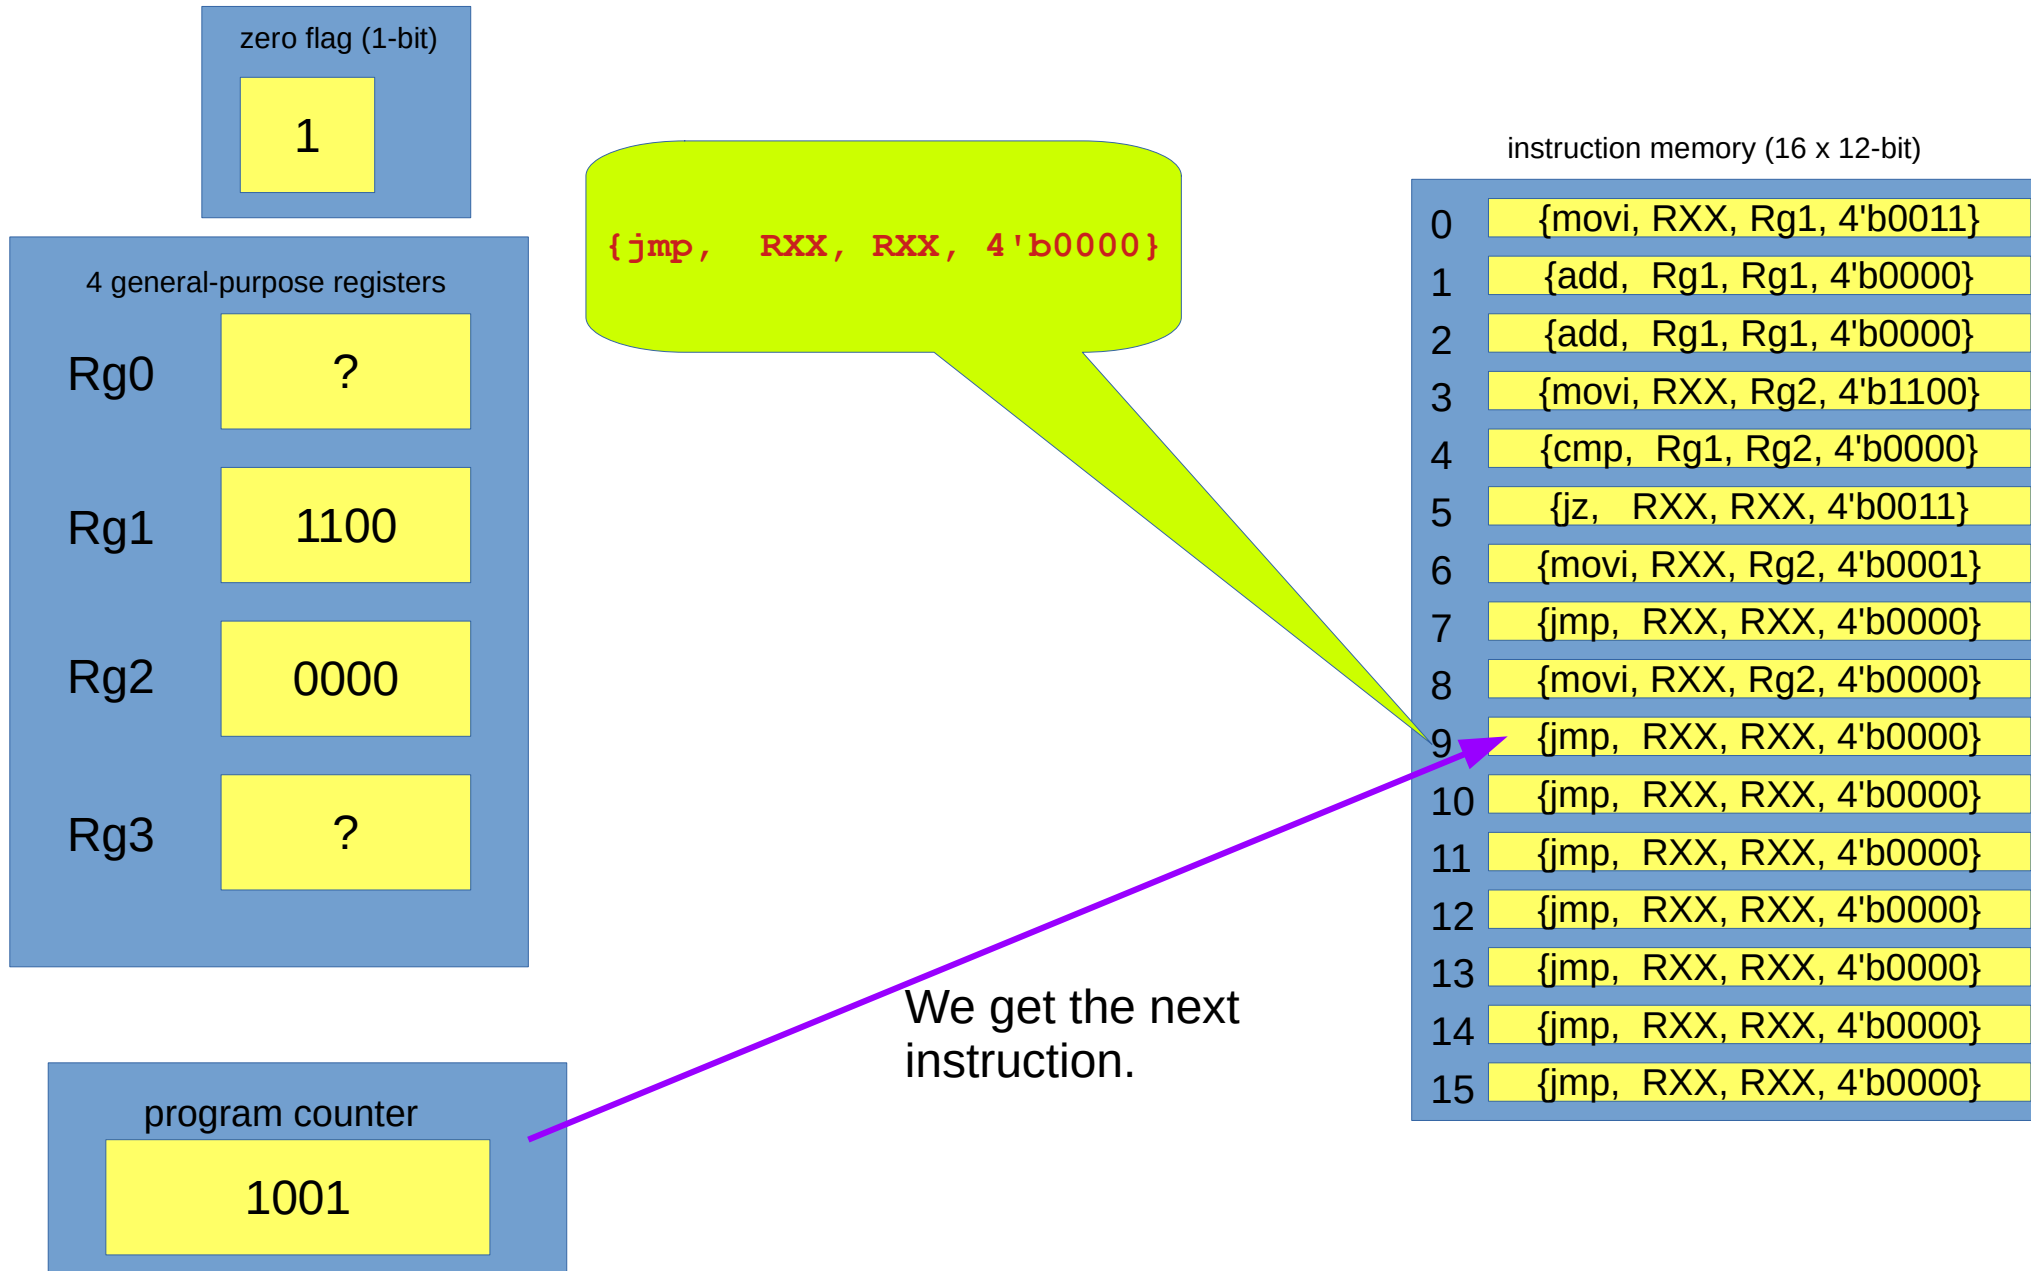 zero flag (1-bit)
1
4 general-purpose registers
Rg0 ?
Rg1 1100
Rg2 0000
Rg3 ?
program counter
1001
{jmp,  RXX, RXX, 4'b0000}
We get the next
instruction.
instruction memory (16 x 12-bit)
0 {movi, RXX, Rg1, 4'b0011}
1 {add,  Rg1, Rg1, 4'b0000}
2 {add,  Rg1, Rg1, 4'b0000}
3 {movi, RXX, Rg2, 4'b1100}
4 {cmp,  Rg1, Rg2, 4'b0000}
5 {jz,   RXX, RXX, 4'b0011}
6 {movi, RXX, Rg2, 4'b0001}
7 {jmp,  RXX, RXX, 4'b0000}
8 {movi, RXX, Rg2, 4'b0000}
9 {jmp,  RXX, RXX, 4'b0000}
10 {jmp,  RXX, RXX, 4'b0000}
11 {jmp,  RXX, RXX, 4'b0000}
12 {jmp,  RXX, RXX, 4'b0000}
13 {jmp,  RXX, RXX, 4'b0000}
14 {jmp,  RXX, RXX, 4'b0000}
15 {jmp,  RXX, RXX, 4'b0000}